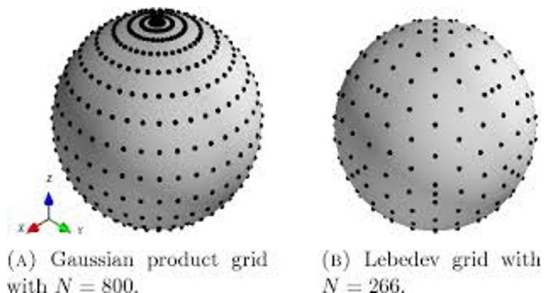 Z
X
Y
(A) Gaussian product grid
with N = 800.
(B) Lebedev grid with
N = 266.